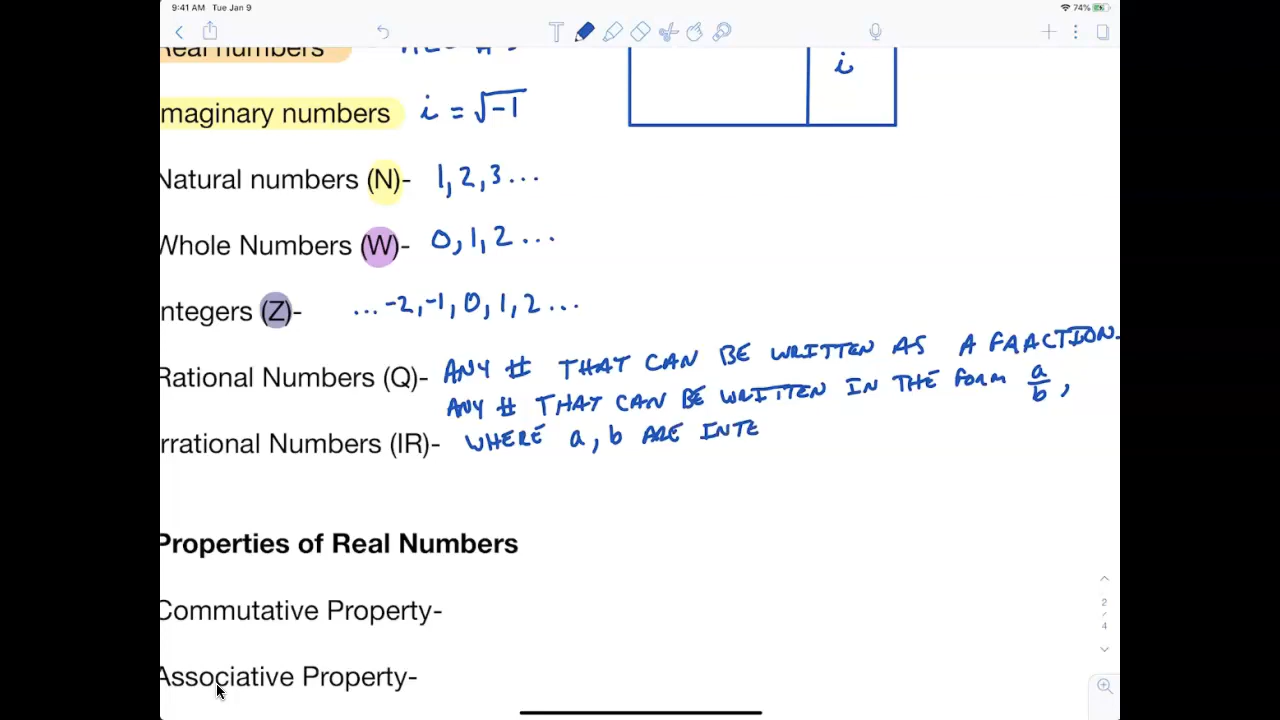 9:41 AM Tue Jan 9
74%
Real numbers
i
maginary numbers i = √-1
Natural numbers (N)- 1, 2, 3 ...
Whole Numbers (W)- 0, 1, 2 ...
ntegers (Z)- ... -2, -1, 0, 1, 2 ...
Rational Numbers (Q)- ANY # THAT CAN BE WRITTEN AS A FRACTION.
ANY # THAT CAN BE WRITTEN IN THE FORM a/b,
rrational Numbers (IR)- WHERE a, b ARE INTE
Properties of Real Numbers
Commutative Property-
Associative Property-
2
/
4